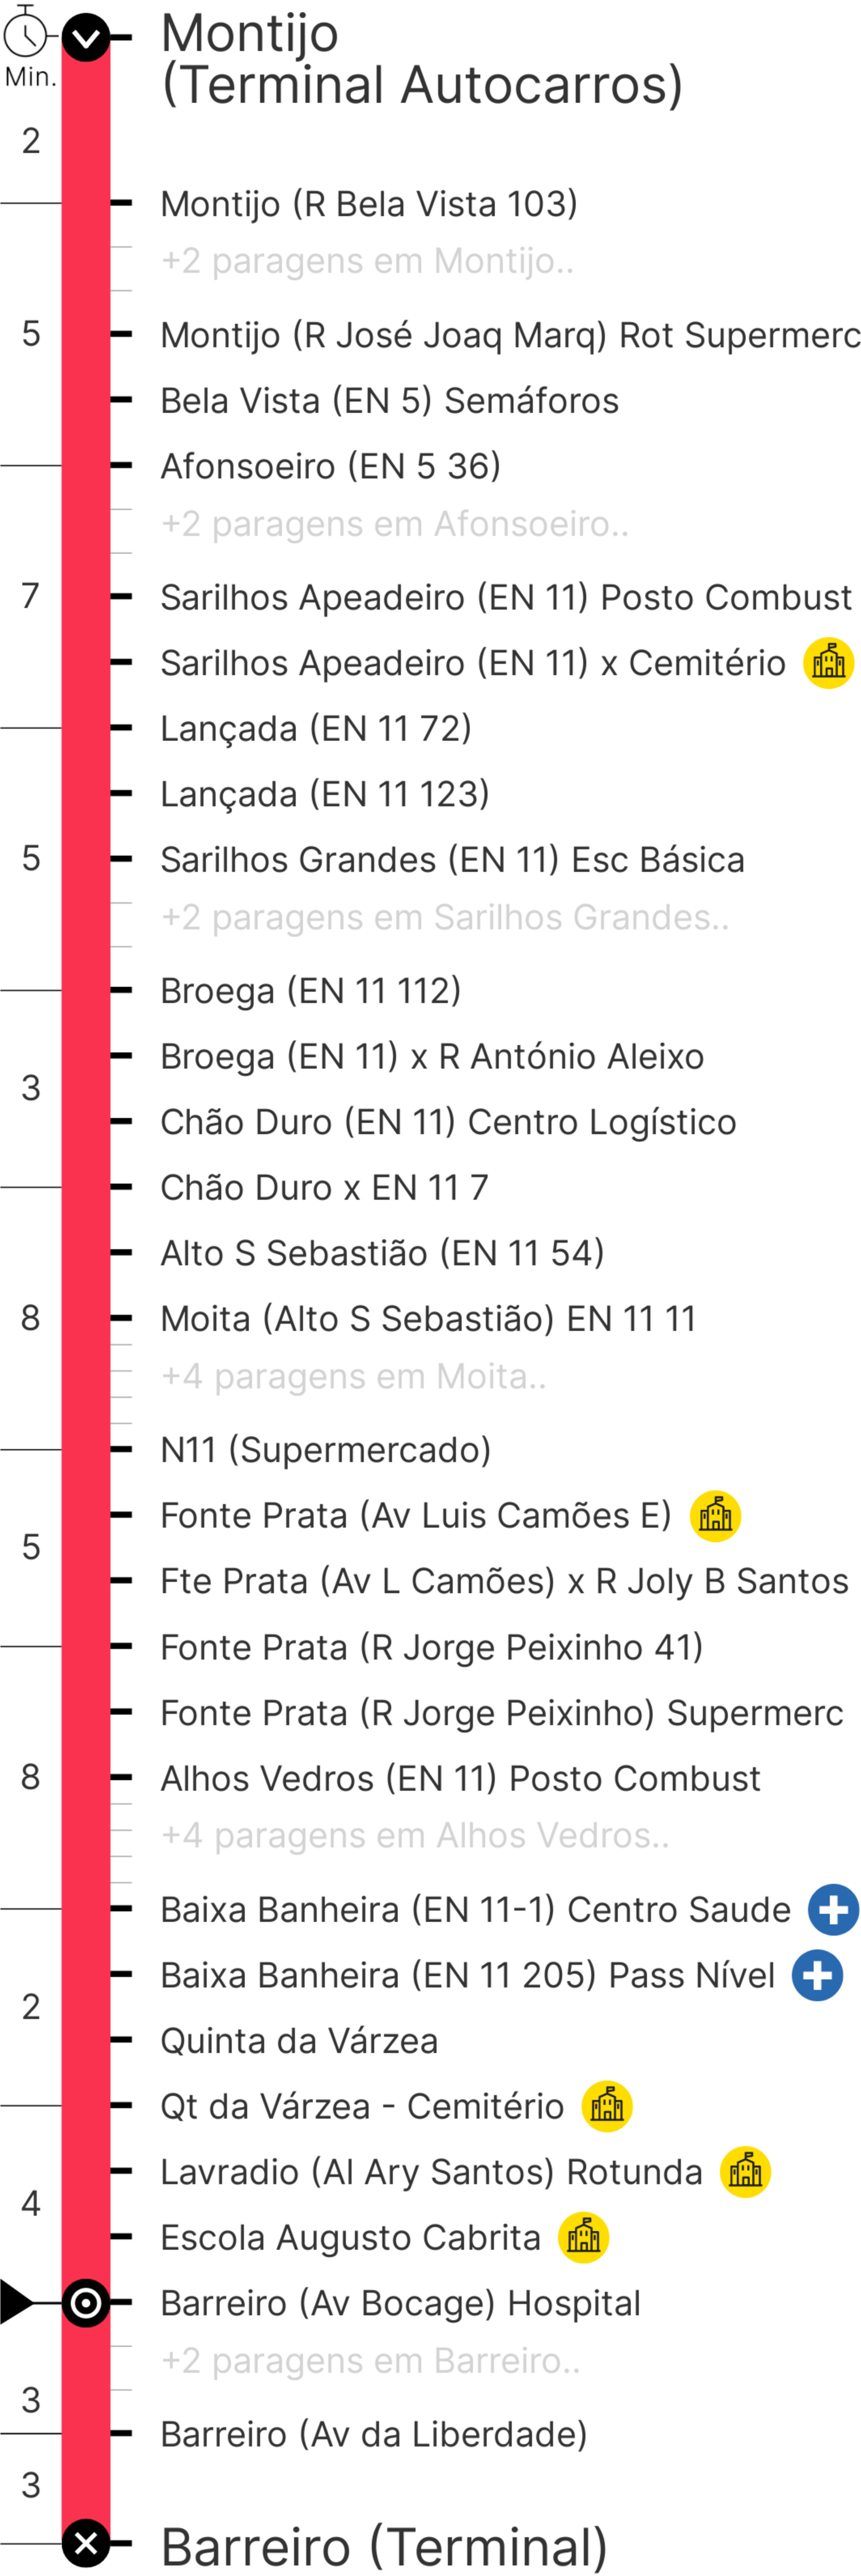 Montijo
(Terminal Autocarros)
Min.
2
Montijo (R Bela Vista 103)
+2 paragens em Montijo..
5
Montijo (R José Joaq Marq) Rot Supermerc
Bela Vista (EN 5) Semáforos
Afonsoeiro (EN 5 36)
+2 paragens em Afonsoeiro..
7
Sarilhos Apeadeiro (EN 11) Posto Combust
Sarilhos Apeadeiro (EN 11) x Cemitério
Lançada (EN 11 72)
Lançada (EN 11 123)
5
Sarilhos Grandes (EN 11) Esc Básica
+2 paragens em Sarilhos Grandes..
Broega (EN 11 112)
Broega (EN 11) x R António Aleixo
3
Chão Duro (EN 11) Centro Logístico
Chão Duro x EN 11 7
Alto S Sebastião (EN 11 54)
8
Moita (Alto S Sebastião) EN 11 11
+4 paragens em Moita..
N11 (Supermercado)
Fonte Prata (Av Luis Camões E)
5
Fte Prata (Av L Camões) x R Joly B Santos
Fonte Prata (R Jorge Peixinho 41)
Fonte Prata (R Jorge Peixinho) Supermerc
8
Alhos Vedros (EN 11) Posto Combust
+4 paragens em Alhos Vedros..
Baixa Banheira (EN 11-1) Centro Saude
Baixa Banheira (EN 11 205) Pass Nível
2
Quinta da Várzea
Qt da Várzea - Cemitério
Lavradio (Al Ary Santos) Rotunda
4
Escola Augusto Cabrita
Barreiro (Av Bocage) Hospital
+2 paragens em Barreiro..
3
Barreiro (Av da Liberdade)
3
Barreiro (Terminal)